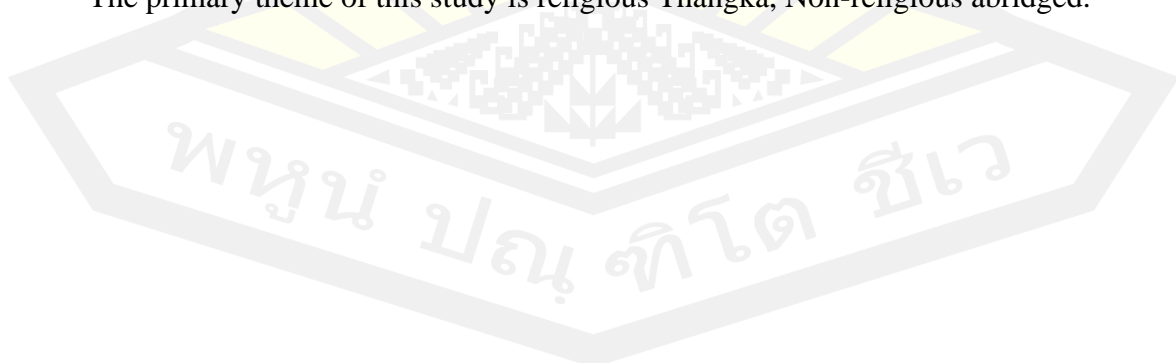 The primary theme of this study is religious Thangka, Non-religious abridged.
พหูนํ ปณฺฑิโต ชีเว